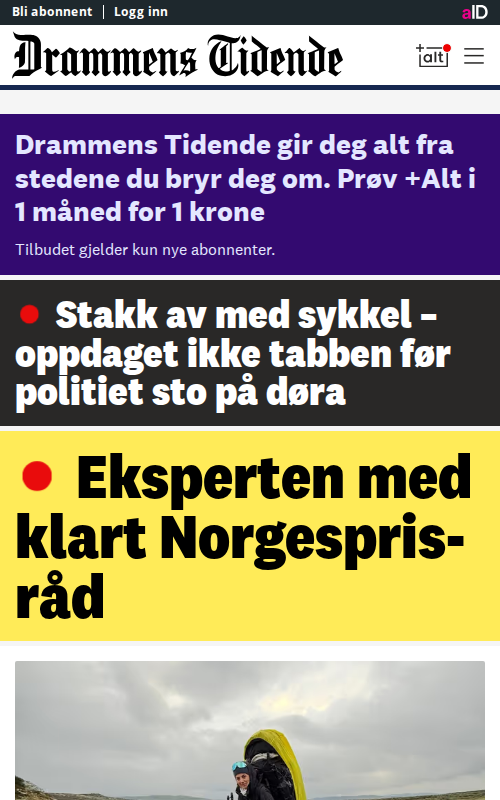 Bli abonnent | Logg inn
aID
Drammens Tidende
+alt
Drammens Tidende gir deg alt fra
stedene du bryr deg om. Prøv +Alt i
1 måned for 1 krone
Tilbudet gjelder kun nye abonnenter.
Stakk av med sykkel –
oppdaget ikke tabben før
politiet sto på døra
Eksperten med
klart Norgespris-
råd